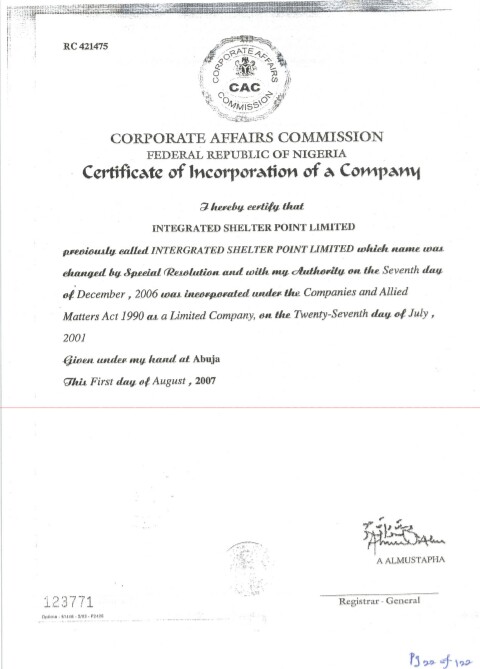 RC 421475
CORPORATE AFFAIRS
CAC
COMMISSION
CORPORATE AFFAIRS COMMISSION
FEDERAL REPUBLIC OF NIGERIA
Certificate of Incorporation of a Company
I hereby certify that
INTEGRATED SHELTER POINT LIMITED
previously called INTERGRATED SHELTER POINT LIMITED which name was
changed by Special Resolution and with my Authority on the Seventh day
of December , 2006 was incorporated under the Companies and Allied
Matters Act 1990 as a Limited Company, on the Twenty-Seventh day of July ,
2001
Given under my hand at Abuja
This First day of August , 2007
A ALMUSTAPHA
Registrar - General
123771